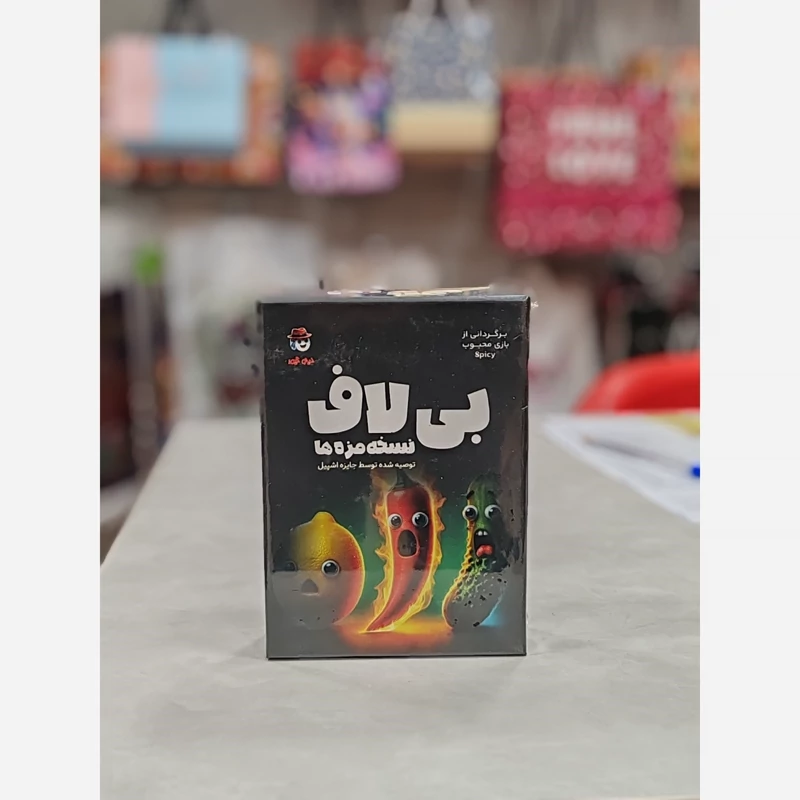 برگردانی از
بازی محبوب
Spicy
بی لاف
نسخه مزه ها
توصیه شده توسط جایزه اشپیل